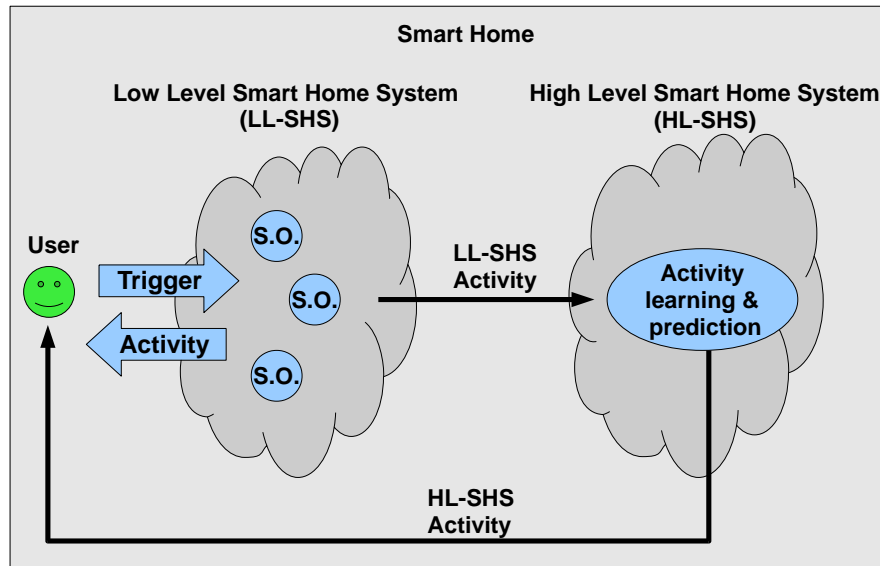 Smart Home
Low Level Smart Home System
(LL-SHS)
High Level Smart Home System
(HL-SHS)
User
Trigger
Activity
S.O.
S.O.
S.O.
LL-SHS
Activity
Activity
learning &
prediction
HL-SHS
Activity